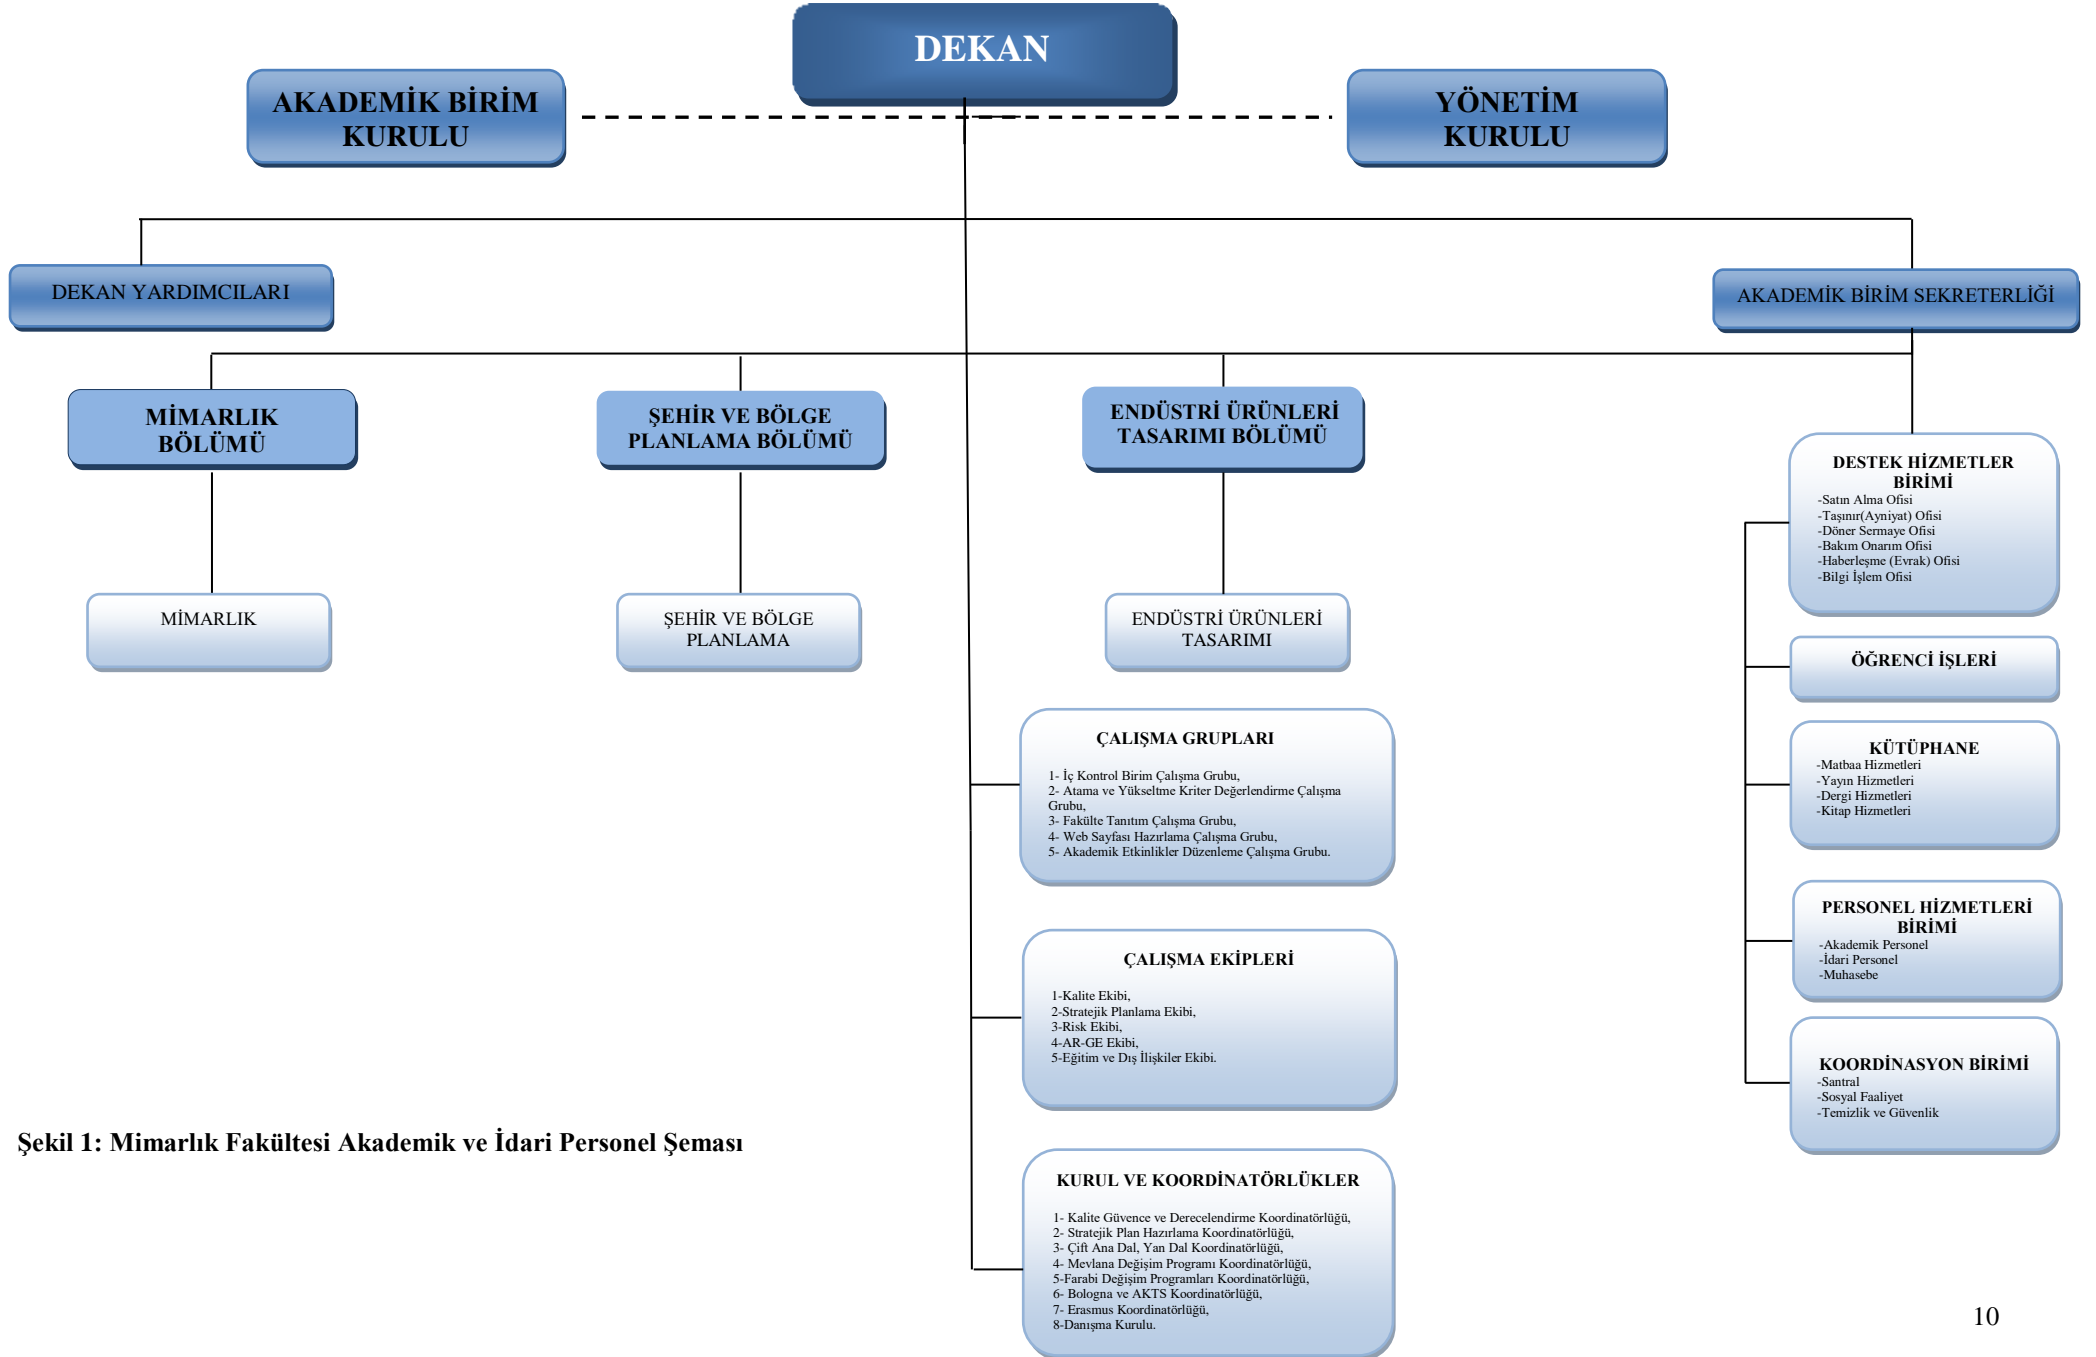 DEKAN
AKADEMİK BİRİM
KURULU
YÖNETİM
KURULU
DEKAN YARDIMCILARI
AKADEMİK BİRİM SEKRETERLİĞİ
MİMARLIK
BÖLÜMÜ
ŞEHİR VE BÖLGE
PLANLAMA BÖLÜMÜ
ENDÜSTRİ ÜRÜNLERİ
TASARIMI BÖLÜMÜ
MİMARLIK
ŞEHİR VE BÖLGE
PLANLAMA
ENDÜSTRİ ÜRÜNLERİ
TASARIMI
DESTEK HİZMETLER
BİRİMİ
-Satın Alma Ofisi
-Taşınır(Ayniyat) Ofisi
-Döner Sermaye Ofisi
-Bakım Onarım Ofisi
-Haberleşme (Evrak) Ofisi
-Bilgi İşlem Ofisi
ÖĞRENCİ İŞLERİ
KÜTÜPHANE
-Matbaa Hizmetleri
-Yayın Hizmetleri
-Dergi Hizmetleri
-Kitap Hizmetleri
PERSONEL HİZMETLERİ
BİRİMİ
-Akademik Personel
-İdari Personel
-Muhasebe
KOORDİNASYON BİRİMİ
-Santral
-Sosyal Faaliyet
-Temizlik ve Güvenlik
ÇALIŞMA GRUPLARI
1- İç Kontrol Birim Çalışma Grubu,
2- Atama ve Yükseltme Kriter Değerlendirme Çalışma
Grubu,
3- Fakülte Tanıtım Çalışma Grubu,
4- Web Sayfası Hazırlama Çalışma Grubu,
5- Akademik Etkinlikler Düzenleme Çalışma Grubu.
ÇALIŞMA EKİPLERİ
1-Kalite Ekibi,
2-Stratejik Planlama Ekibi,
3-Risk Ekibi,
4-AR-GE Ekibi,
5-Eğitim ve Dış İlişkiler Ekibi.
KURUL VE KOORDİNATÖRLÜKLER
1- Kalite Güvence ve Derecelendirme Koordinatörlüğü,
2- Stratejik Plan Hazırlama Koordinatörlüğü,
3- Çift Ana Dal, Yan Dal Koordinatörlüğü,
4- Mevlana Değişim Programı Koordinatörlüğü,
5-Farabi Değişim Programları Koordinatörlüğü,
6- Bologna ve AKTS Koordinatörlüğü,
7- Erasmus Koordinatörlüğü,
8-Danışma Kurulu.
Şekil 1: Mimarlık Fakültesi Akademik ve İdari Personel Şeması
10